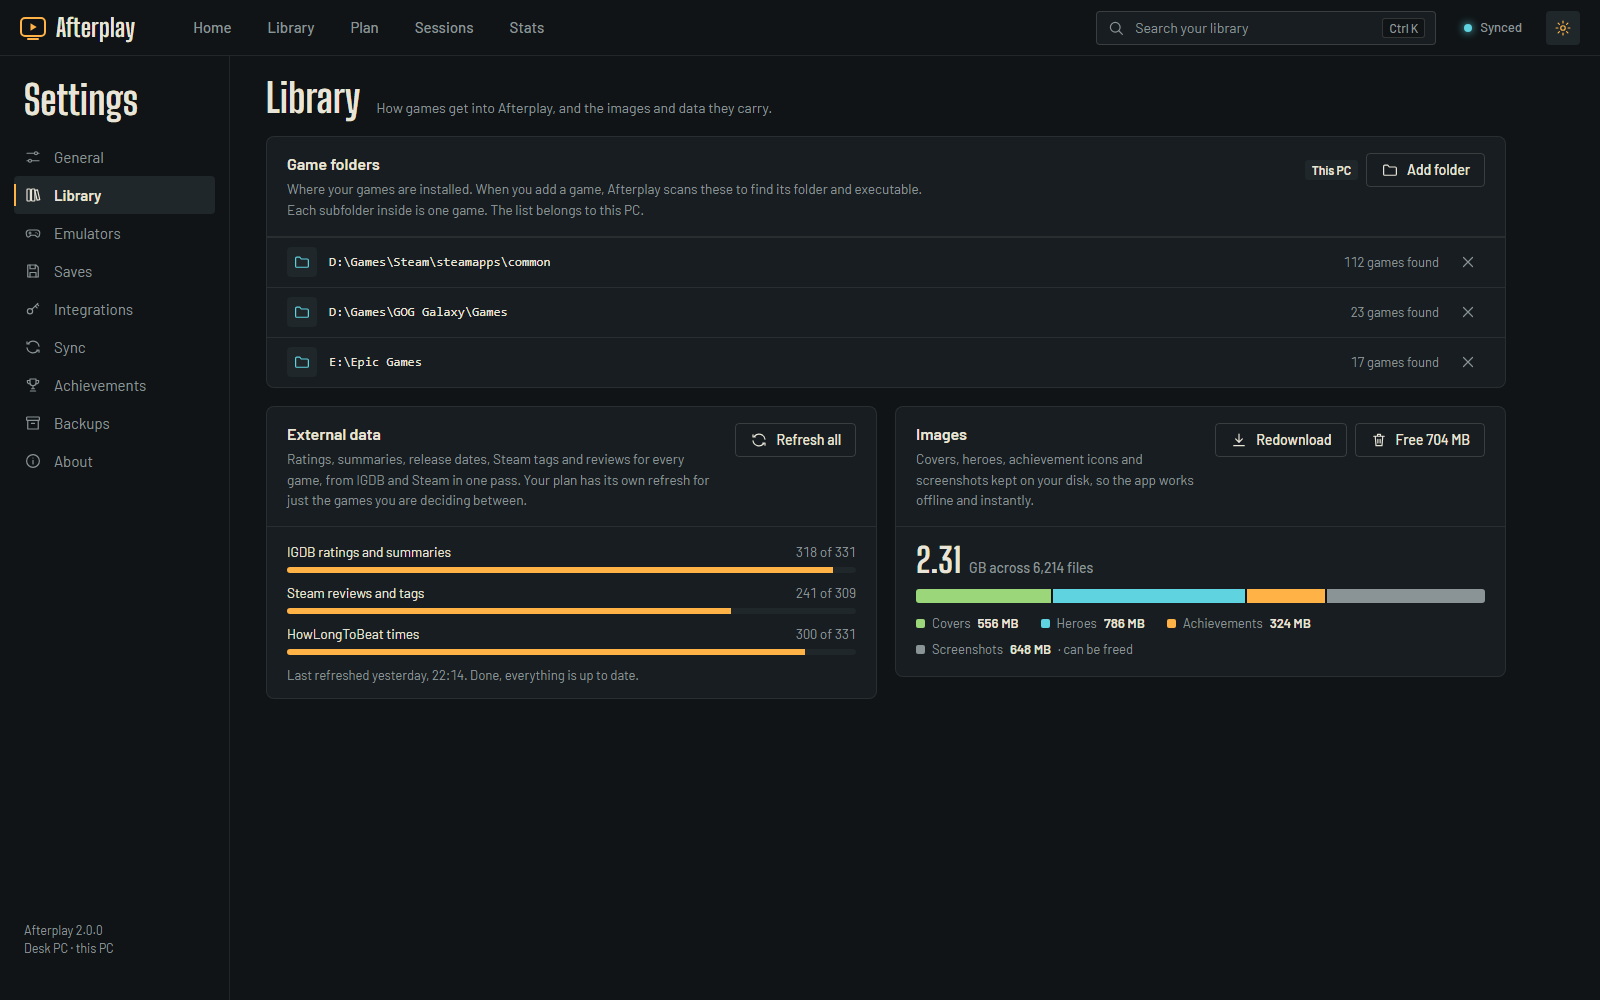 Afterplay
Home
Library
Plan
Sessions
Stats
Search your library
Ctrl K
Synced
Settings
General
Library
Emulators
Saves
Integrations
Sync
Achievements
Backups
About
Afterplay 2.0.0
Desk PC · this PC
Library
How games get into Afterplay, and the images and data they carry.
Game folders
Where your games are installed. When you add a game, Afterplay scans these to find its folder and executable.
Each subfolder inside is one game. The list belongs to this PC.
This PC
Add folder
D:\Games\Steam\steamapps\common
112 games found
D:\Games\GOG Galaxy\Games
23 games found
E:\Epic Games
17 games found
External data
Ratings, summaries, release dates, Steam tags and reviews for every
game, from IGDB and Steam in one pass. Your plan has its own refresh for
just the games you are deciding between.
Refresh all
IGDB ratings and summaries
318 of 331
Steam reviews and tags
241 of 309
HowLongToBeat times
300 of 331
Last refreshed yesterday, 22:14. Done, everything is up to date.
Images
Covers, heroes, achievement icons and
screenshots kept on your disk, so the app works
offline and instantly.
Redownload
Free 704 MB
2.31 GB across 6,214 files
Covers 556 MB
Heroes 786 MB
Achievements 324 MB
Screenshots 648 MB · can be freed